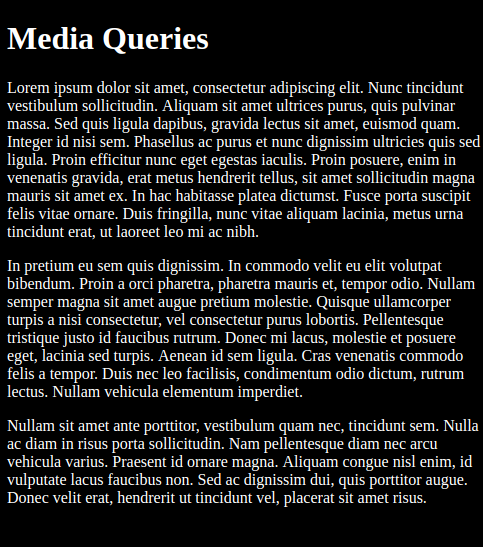 Media Queries
Lorem ipsum dolor sit amet, consectetur adipiscing elit. Nunc tincidunt
vestibulum sollicitudin. Aliquam sit amet ultrices purus, quis pulvinar
massa. Sed quis ligula dapibus, gravida lectus sit amet, euismod quam.
Integer id nisi sem. Phasellus ac purus et nunc dignissim ultricies quis sed
ligula. Proin efficitur nunc eget egestas iaculis. Proin posuere, enim in
venenatis gravida, erat metus hendrerit tellus, sit amet sollicitudin magna
mauris sit amet ex. In hac habitasse platea dictumst. Fusce porta suscipit
felis vitae ornare. Duis fringilla, nunc vitae aliquam lacinia, metus urna
tincidunt erat, ut laoreet leo mi ac nibh.
In pretium eu sem quis dignissim. In commodo velit eu elit volutpat
bibendum. Proin a orci pharetra, pharetra mauris et, tempor odio. Nullam
semper magna sit amet augue pretium molestie. Quisque ullamcorper
turpis a nisi consectetur, vel consectetur purus lobortis. Pellentesque
tristique justo id faucibus rutrum. Donec mi lacus, molestie et posuere
eget, lacinia sed turpis. Aenean id sem ligula. Cras venenatis commodo
felis a tempor. Duis nec leo facilisis, condimentum odio dictum, rutrum
lectus. Nullam vehicula elementum imperdiet.
Nullam sit amet ante porttitor, vestibulum quam nec, tincidunt sem. Nulla
ac diam in risus porta sollicitudin. Nam pellentesque diam nec arcu
vehicula varius. Praesent id ornare magna. Aliquam congue nisl enim, id
vulputate lacus faucibus non. Sed ac dignissim dui, quis porttitor augue.
Donec velit erat, hendrerit ut tincidunt vel, placerat sit amet risus.